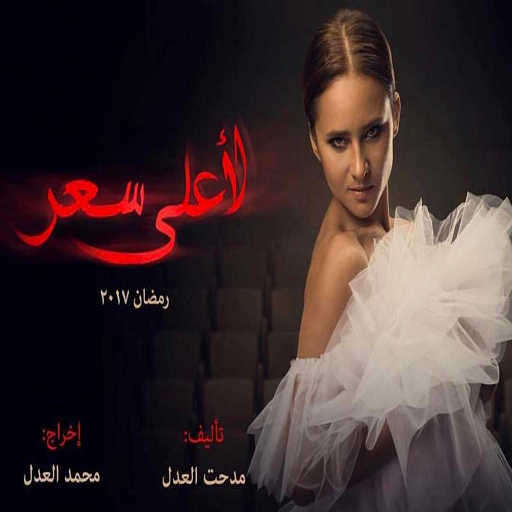 لأعلى سعر
رمضان ٢٠١٧
تأليف:
مدحت العدل
إخراج:
محمد العدل